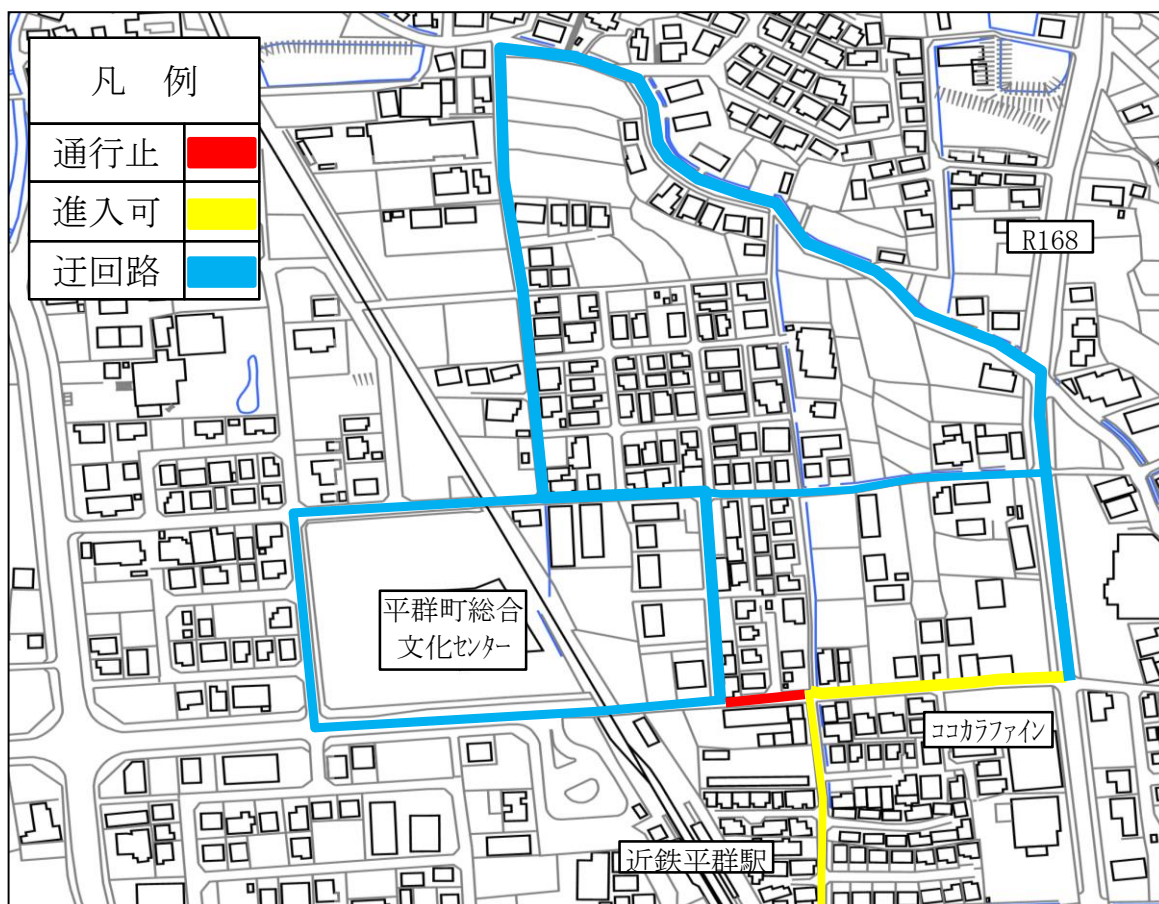 凡　例
通行止
進入可
迂回路
R168
平群町総合
文化センター
ココカラファイン
近鉄平群駅